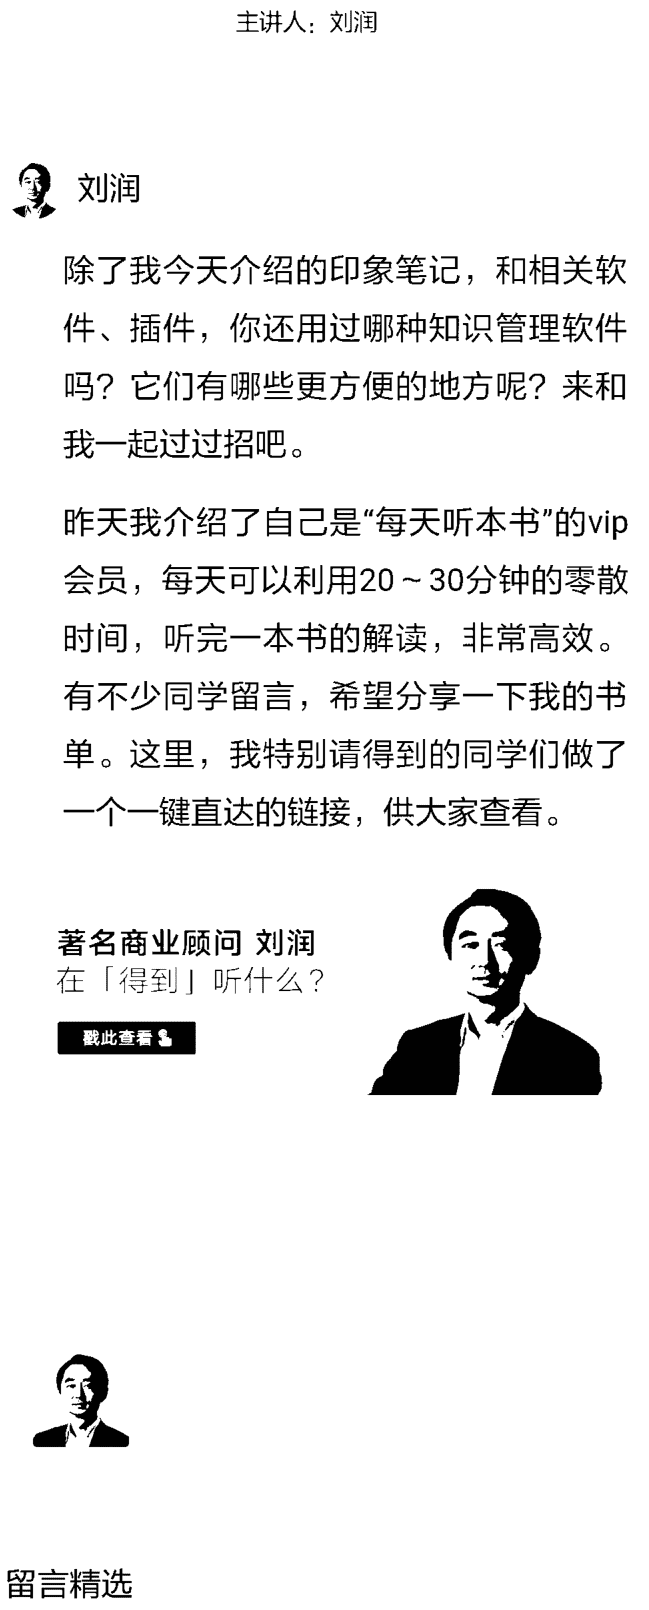 主讲人：刘润
刘润
除了我今天介绍的印象笔记，和相关软
件、插件，你还用过哪种知识管理软件
吗？它们有哪些更方便的地方呢？来和
我一起过过招吧。
昨天我介绍了自己是“每天听本书”的vip
会员，每天可以利用20～30分钟的零散
时间，听完一本书的解读，非常高效。
有不少同学留言，希望分享一下我的书
单。这里，我特别请得到的同学们做了
一个一键直达的链接，供大家查看。
著名商业顾问 刘润
在「得到」听什么？
戳此查看
留言精选